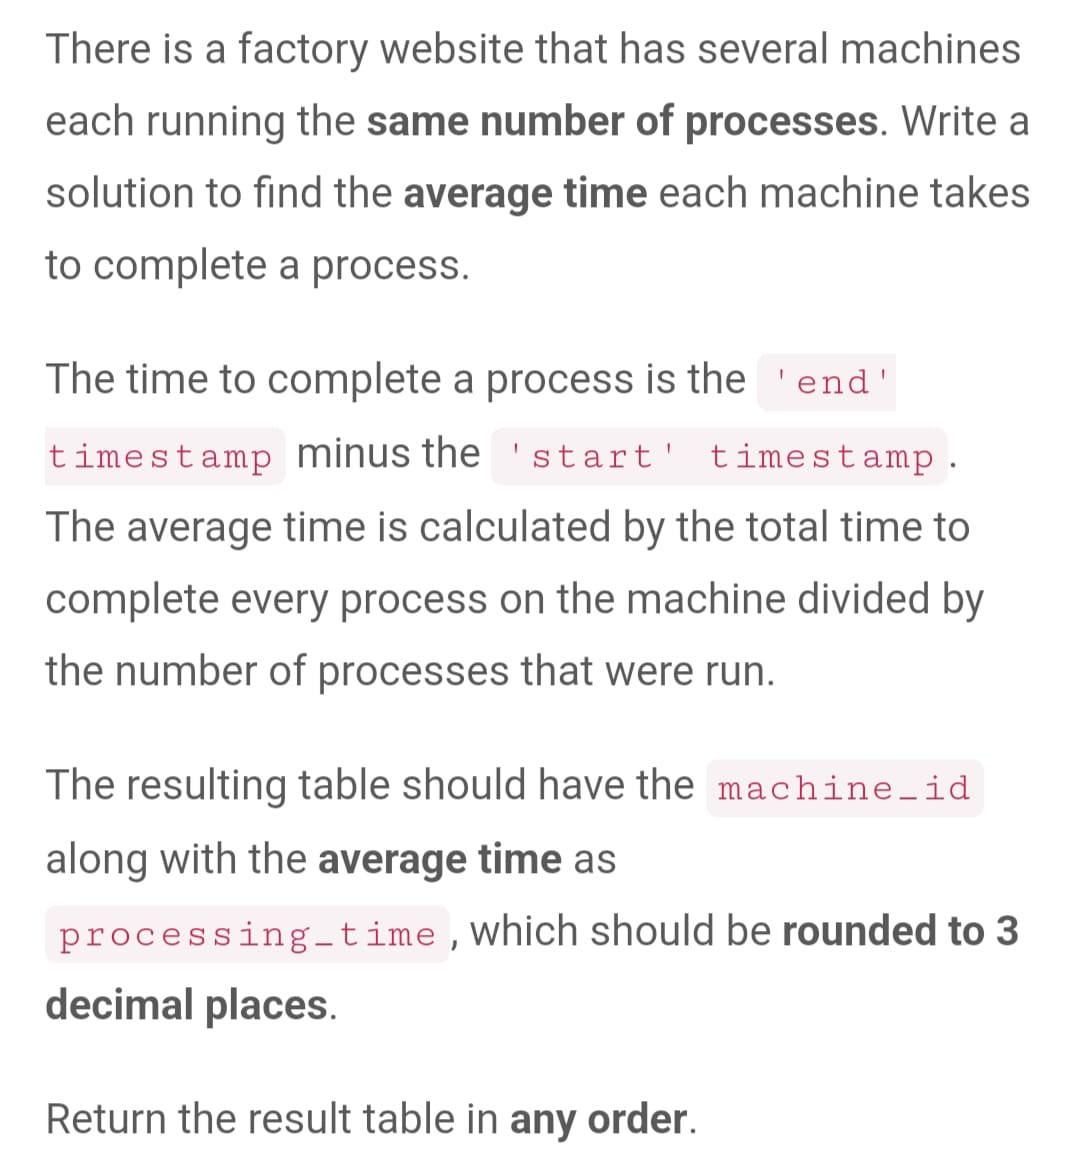 There is a factory website that has several machines
each running the same number of processes. Write a
solution to find the average time each machine takes
to complete a process.
The time to complete a process is the 'end'
timestamp minus the 'start' timestamp.
The average time is calculated by the total time to
complete every process on the machine divided by
the number of processes that were run.
The resulting table should have the machine_id
along with the average time as
processing_time, which should be rounded to 3
decimal places.
Return the result table in any order.